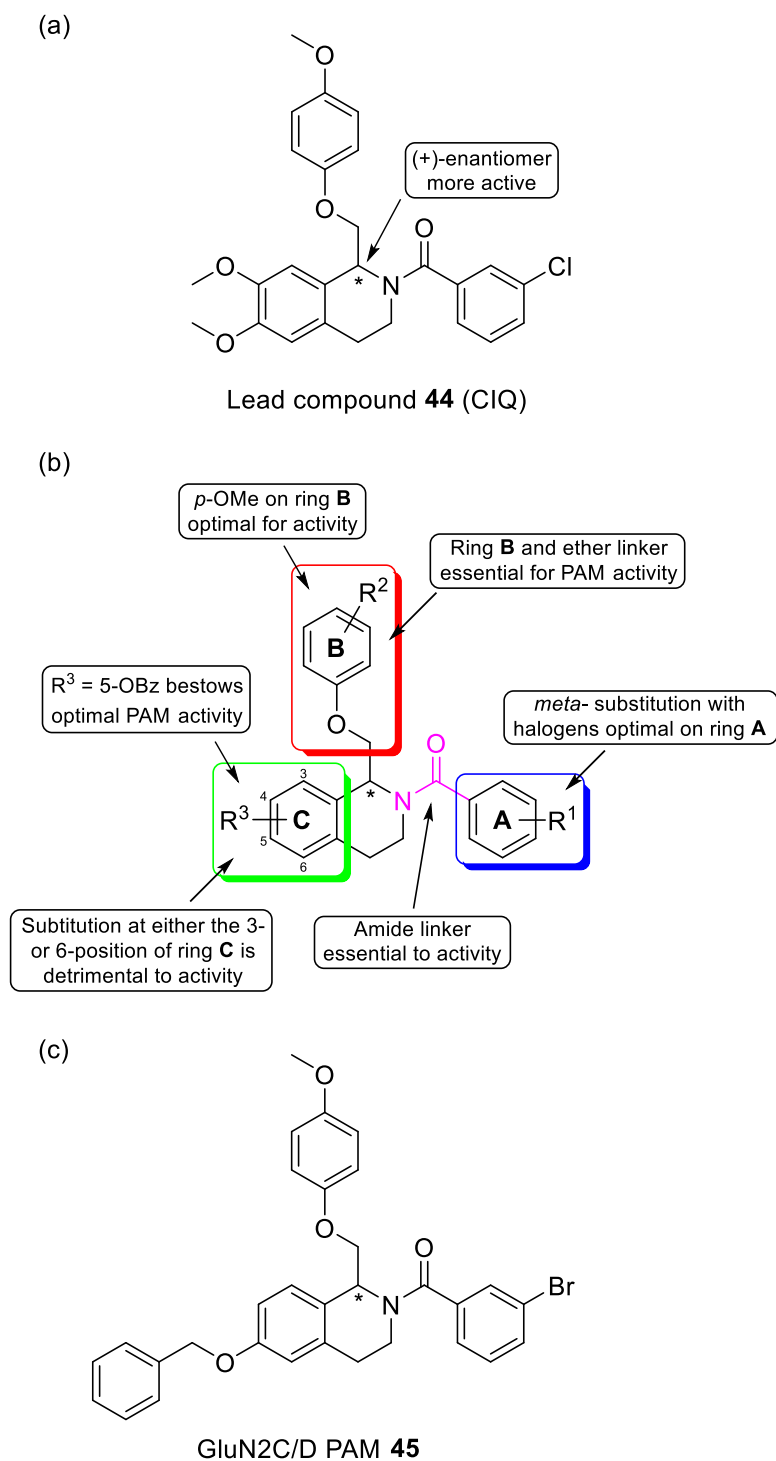 (a)
O
(+)-enantiomer
more active
O
O
O
Cl
*
N
O
Lead compound 44 (CIQ)
(b)
p-OMe on ring B
optimal for activity
Ring B and ether linker
essential for PAM activity
R2
B
R3 = 5-OBz bestows
optimal PAM activity
meta- substitution with
halogens optimal on ring A
O
O
3
4
*
N
R3
C
A
R1
5
6
Subtitution at either the 3-
or 6-position of ring C is
detrimental to activity
Amide linker
essential to activity
(c)
O
O
O
Br
*
N
O
GluN2C/D PAM 45